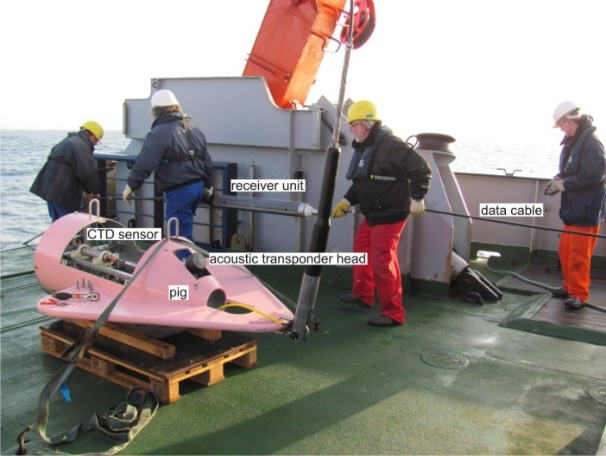 receiver unit
data cable
CTD sensor
acoustic transponder head
pig